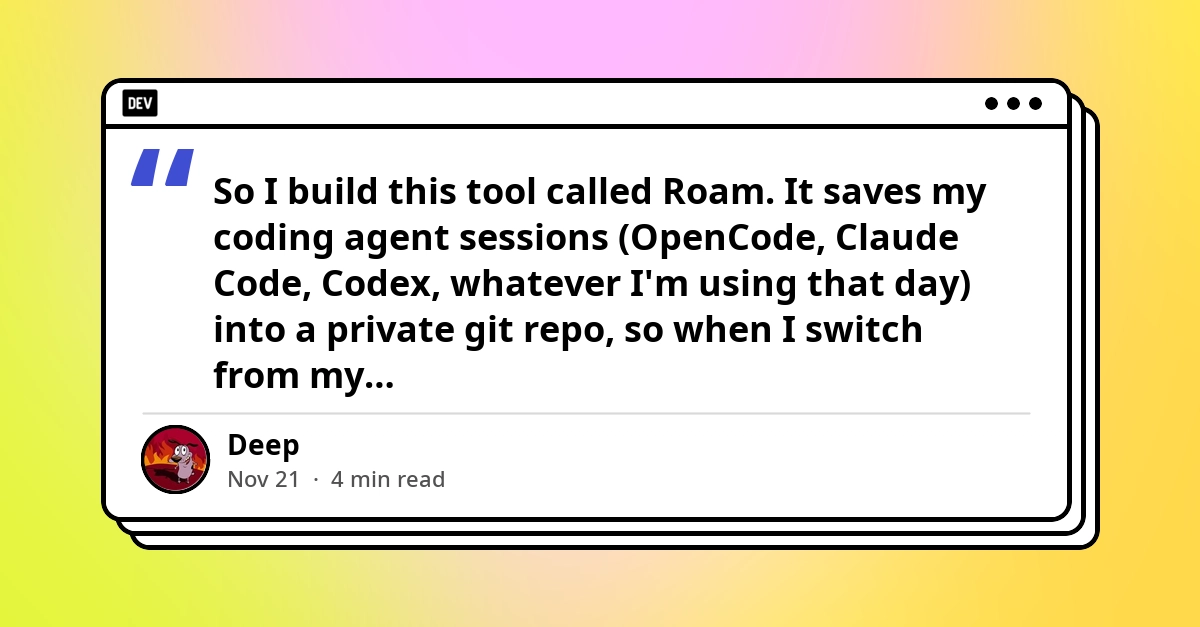 DEV
“
So I build this tool called Roam. It saves my
coding agent sessions (OpenCode, Claude
Code, Codex, whatever I'm using that day)
into a private git repo, so when I switch
from my...
Deep
Nov 21 · 4 min read